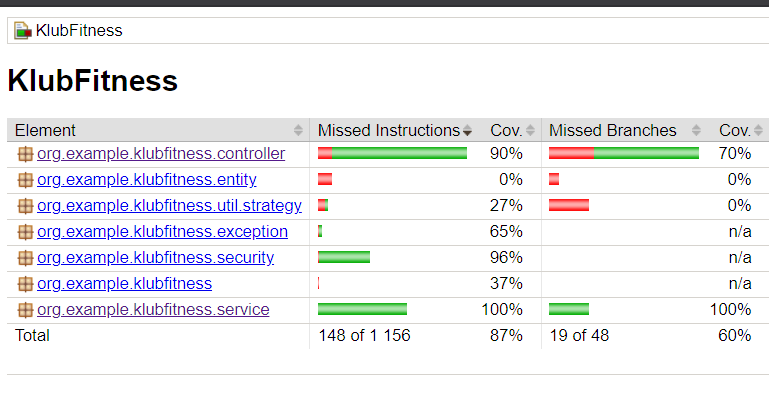 KlubFitness
KlubFitness
Element Missed Instructions Cov. Missed Branches Cov.
org.example.klubfitness.controller 90% 70%
org.example.klubfitness.entity 0% 0%
org.example.klubfitness.util.strategy 27% 0%
org.example.klubfitness.exception 65% n/a
org.example.klubfitness.security 96% n/a
org.example.klubfitness 37% n/a
org.example.klubfitness.service 100% 100%
Total 148 of 1 156 87% 19 of 48 60%